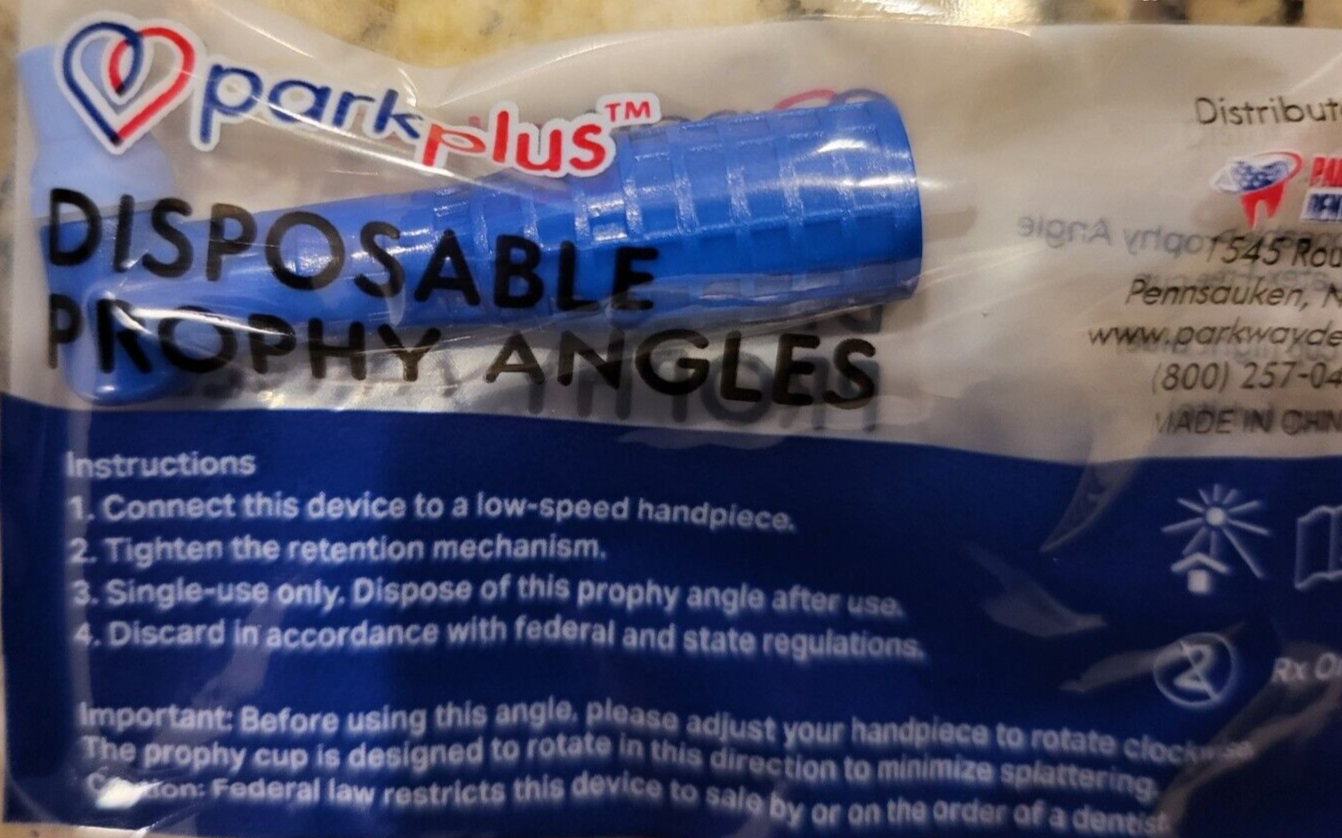 parkplus™
DISPOSABLE
PROPHY ANGLES
Instructions
1. Connect this device to a low-speed handpiece.
2. Tighten the retention mechanism.
3. Single-use only. Dispose of this prophy angle after use.
4. Discard in accordance with federal and state regulations.
Important: Before using this angle, please adjust your handpiece to rotate clockwise
The prophy cup is designed to rotate in this direction to minimize splattering.
Caution: Federal law restricts this device to sale by or on the order of a dentist
Distribut
1545 Rou
Pennsauken, N
www.parkwayde
(800) 257-04
MADE IN CHIN
2
Rx O
Prophy Angle